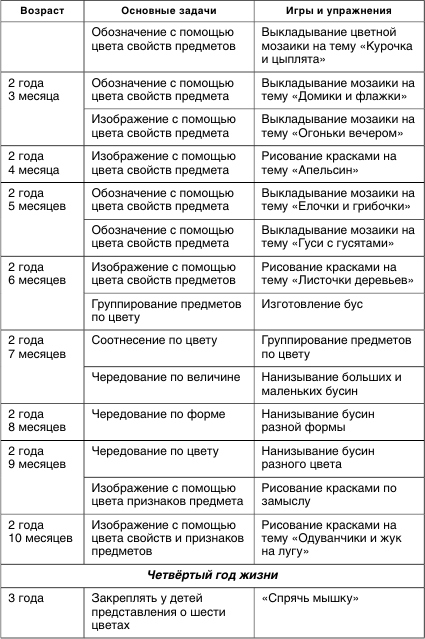 Возраст Основные задачи Игры и упражнения
Обозначение с помощью Выкладывание цветной
цвета свойств предметов мозаики на тему «Курочка
и цыплята»
2 года Обозначение с помощью Выкладывание мозаики на
3 месяца цвета свойств предмета тему «Домики и флажки»
Изображение с помощью Выкладывание мозаики на
цвета свойств предмета тему «Огоньки вечером»
2 года Изображение с помощью Рисование красками на
4 месяца цвета свойств предмета тему «Апельсин»
2 года Обозначение с помощью Выкладывание мозаики на
5 месяцев цвета свойств предмета тему «Елочки и грибочки»
Обозначение с помощью Выкладывание мозаики на
цвета свойств предмета тему «Гуси с гусятами»
2 года Изображение с помощью Рисование красками на
6 месяцев цвета свойств предмета тему «Листочки деревьев»
Группирование предметов Изготовление бус
по цвету
2 года Соотнесение по цвету Группирование предметов
7 месяцев по цвету
Чередование по величине Нанизывание больших и
маленьких бусин
2 года Чередование по форме Нанизывание бусин
8 месяцев разной формы
2 года Чередование по цвету Нанизывание бусин
9 месяцев разного цвета
Изображение с помощью Рисование красками по
цвета признаков предмета замыслу
2 года Изображение с помощью Рисование красками на
10 месяцев цвета свойств и признаков тему «Одуванчики и жук
предметов на лугу»
Четвёртый год жизни
3 года Закреплять у детей «Спрячь мышку»
представления о шести
цветах